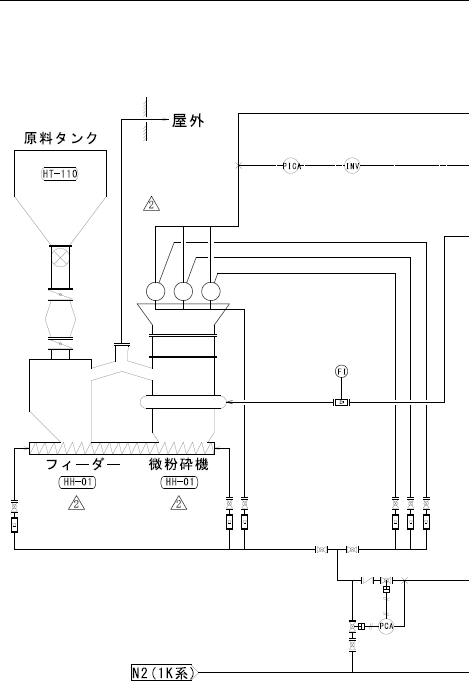 屋外
原料タンク
HT-110
PICA
INV
2
FI
フィーダー
微粉砕機
HH-01
HH-01
2
2
PCA
N2(1K系)